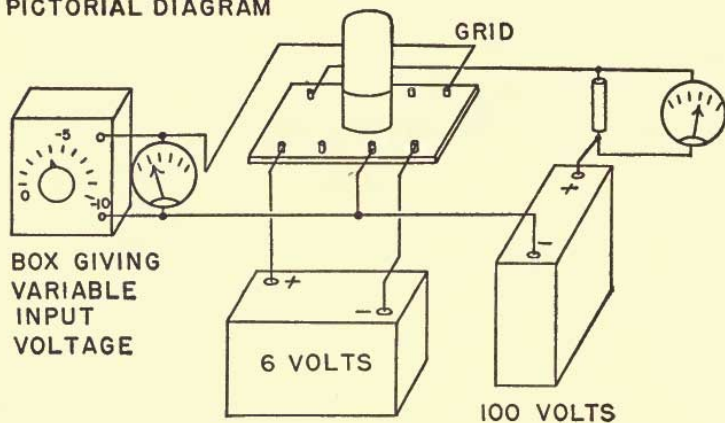 PICTORIAL DIAGRAM
GRID
-5
0
-10
BOX GIVING
VARIABLE
INPUT
VOLTAGE
+
-
6 VOLTS
+
-
100 VOLTS